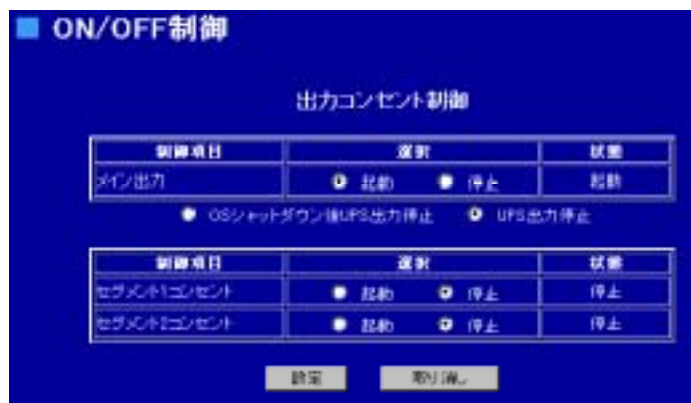 ON/OFF制御
出力コンセント制御
制御項目 選択 状態
メイン出力 起動 停止 起動
OSシャットダウン後UPS出力停止 UPS出力停止
制御項目 選択 状態
セグメント1コンセント 起動 停止 停止
セグメント2コンセント 起動 停止 停止
設定 取り消し